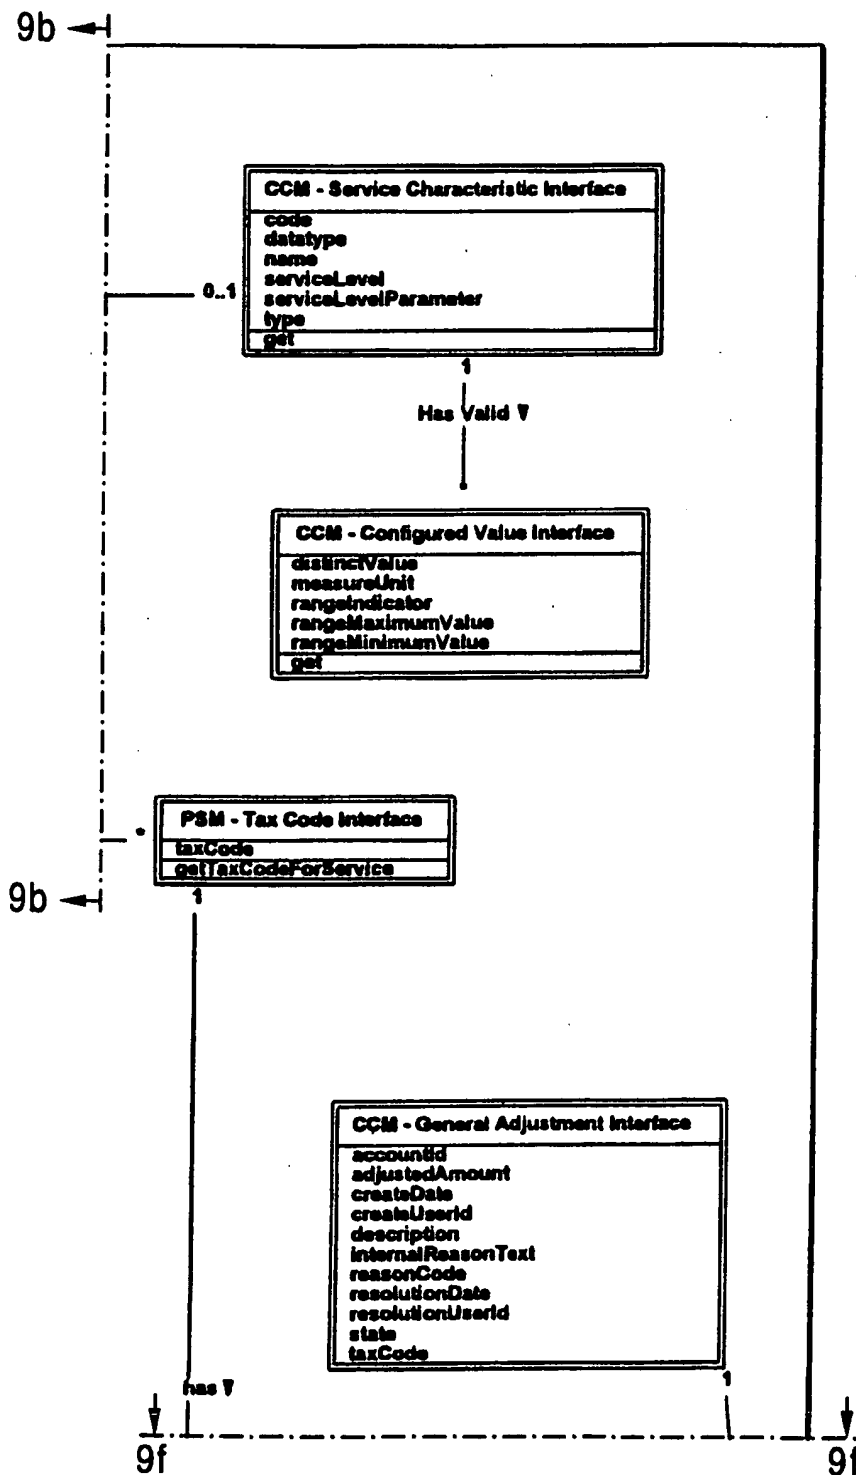 9b
CCM - Service Characteristic Interface
code
datatype
name
serviceLevel
0..1
serviceLevelParameter
type
get
1
Has Valid ▼
*
CCM - Configured Value Interface
distinctValue
measureUnit
rangeIndicator
rangeMaximumValue
rangeMinimumValue
get
PSM - Tax Code Interface
*
taxCode
getTaxCodeForService
9b
1
CCM - General Adjustment Interface
accountId
adjustedAmount
createDate
createUserId
description
internalReasonText
reasonCode
resolutionDate
resolutionUserId
state
taxCode
1
has ▼
9f
9f